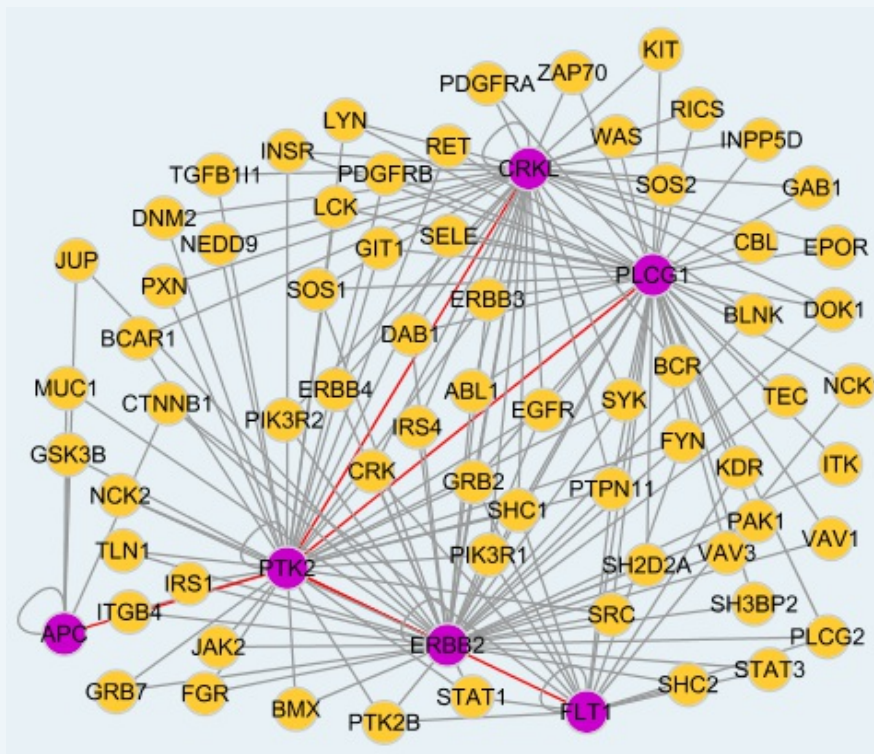 KIT
ZAP70
PDGFRA
RICS
LYN
WAS
INPP5D
RET
INSR
CRKL
TGFB1I1
PDGFRB
SOS2
GAB1
LCK
DNM2
SELE
NEDD9
GIT1
CBL
EPOR
JUP
PLCG1
PXN
SOS1
ERBB3
DOK1
BLNK
BCAR1
DAB1
BCR
MUC1
ERBB4
ABL1
TEC
NCK
CTNNB1
EGFR
SYK
PIK3R2
IRS4
FYN
GSK3B
CRK
KDR
ITK
GRB2
PTPN11
NCK2
SHC1
PAK1
TLN1
PIK3R1
VAV3
VAV1
PTK2
SH2D2A
IRS1
SH3BP2
ITGB4
SRC
APC
PLCG2
JAK2
ERBB2
STAT3
SHC2
GRB7
FGR
STAT1
BMX
FLT1
PTK2B